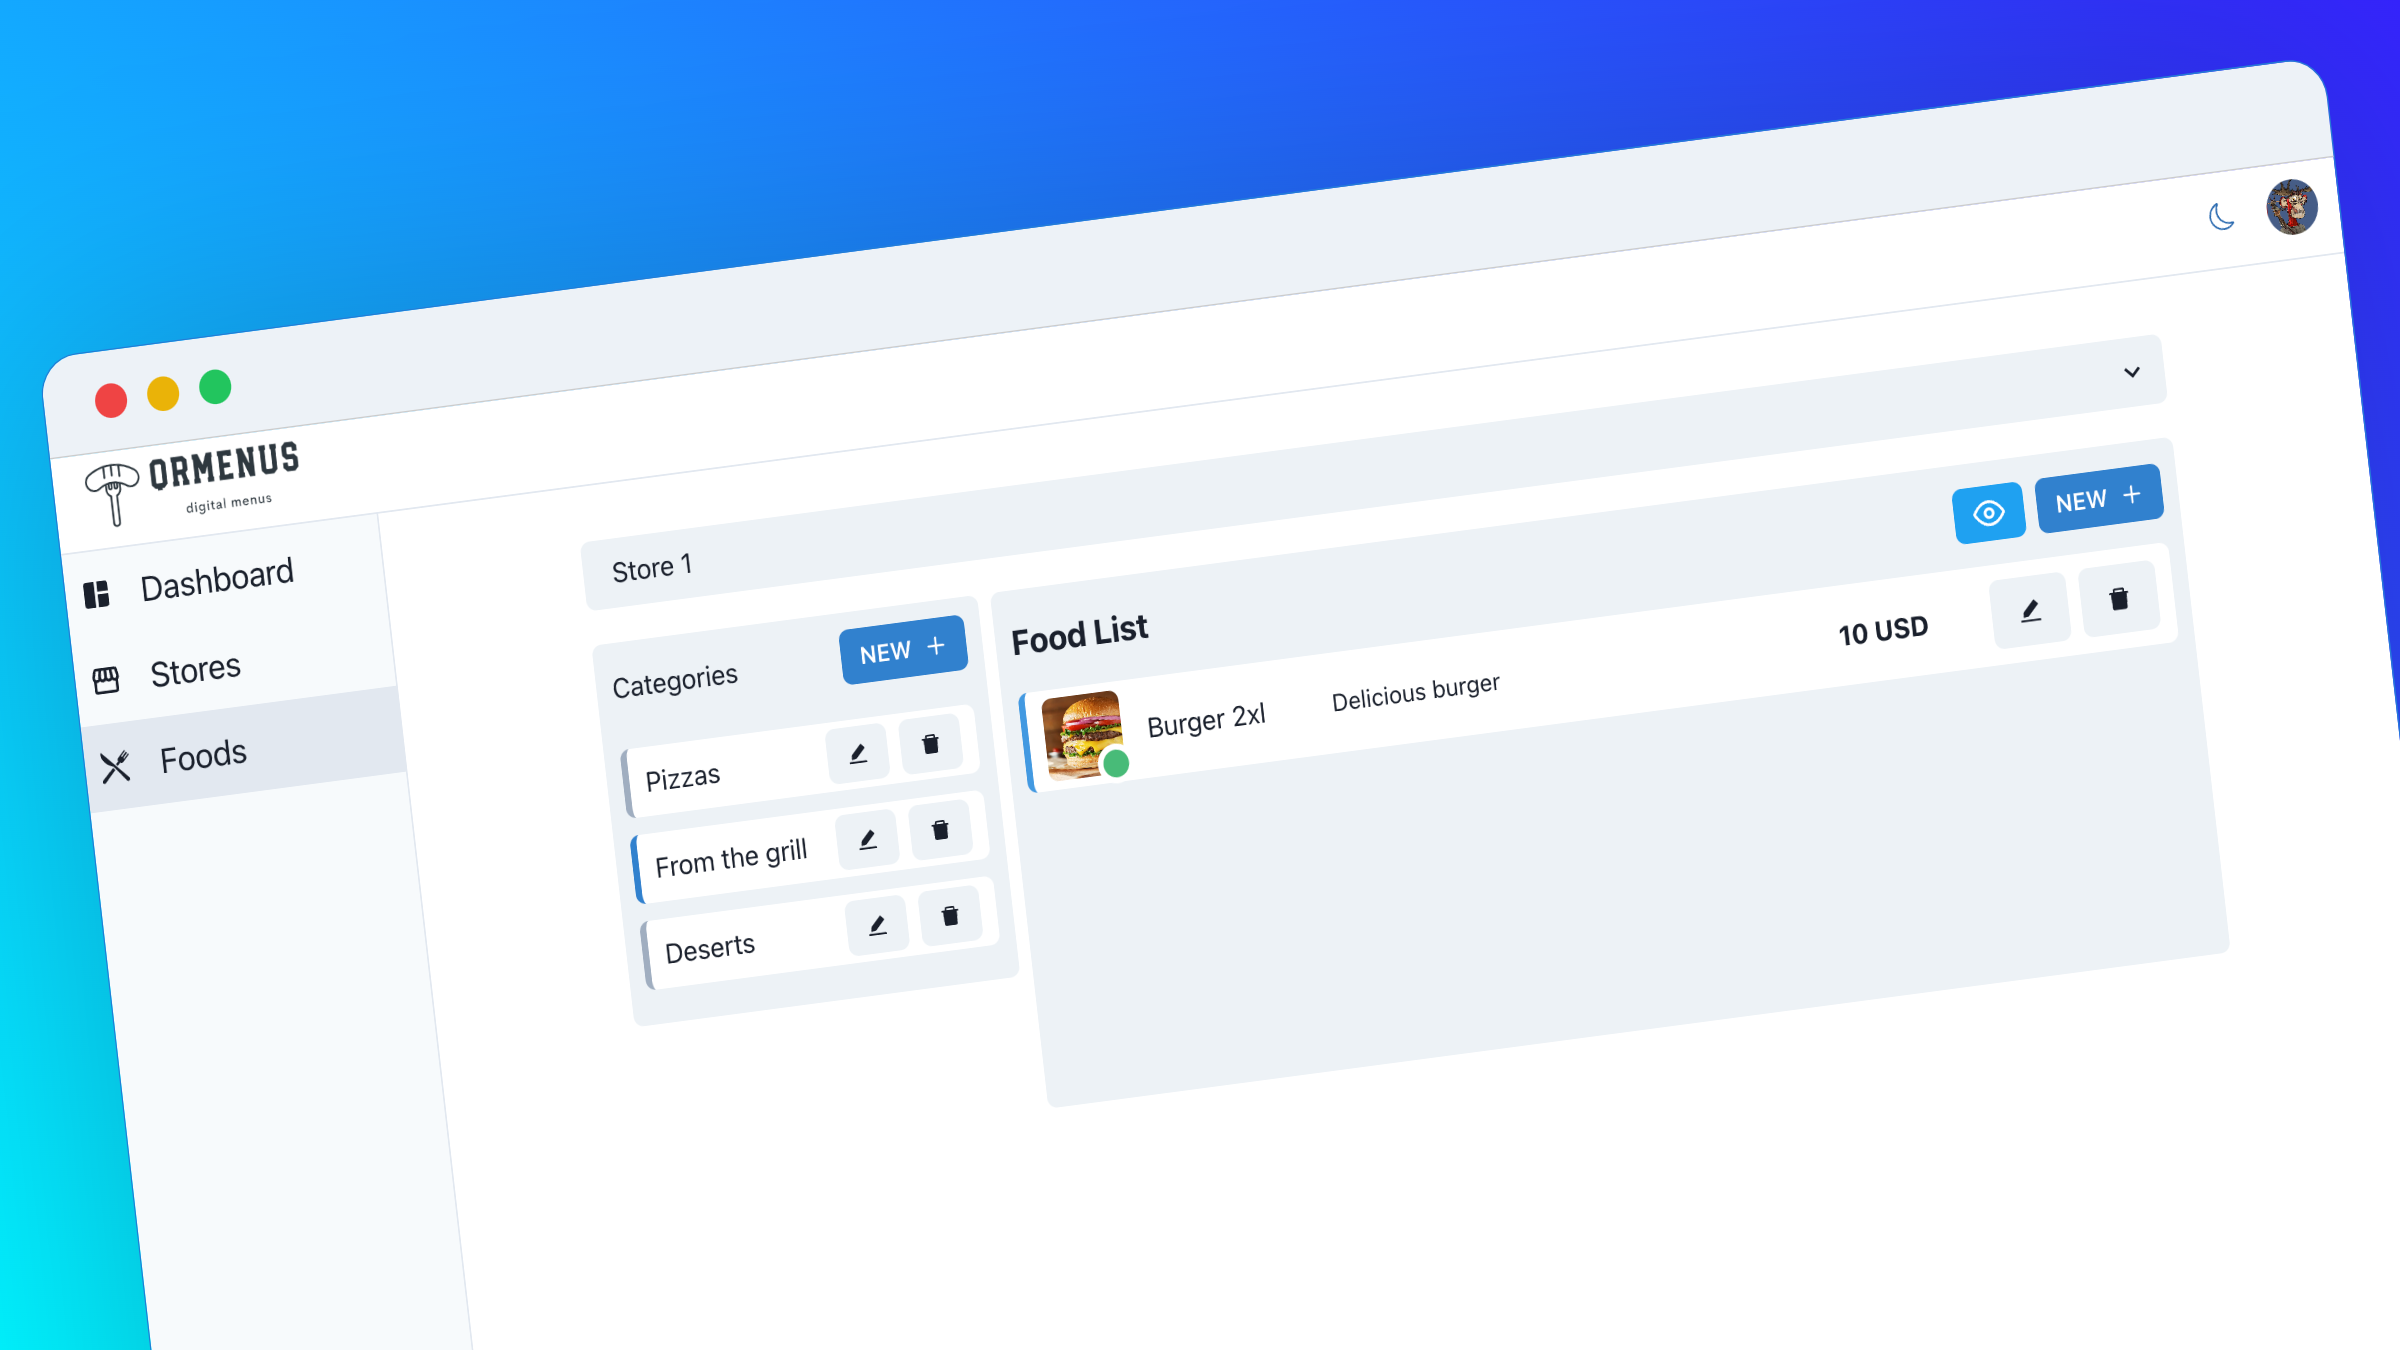 QRMENUS
digital menus
Dashboard
Stores
Foods
Store 1
Categories
NEW +
Pizzas
From the grill
Deserts
Food List
NEW +
Burger 2xl
Delicious burger
10 USD